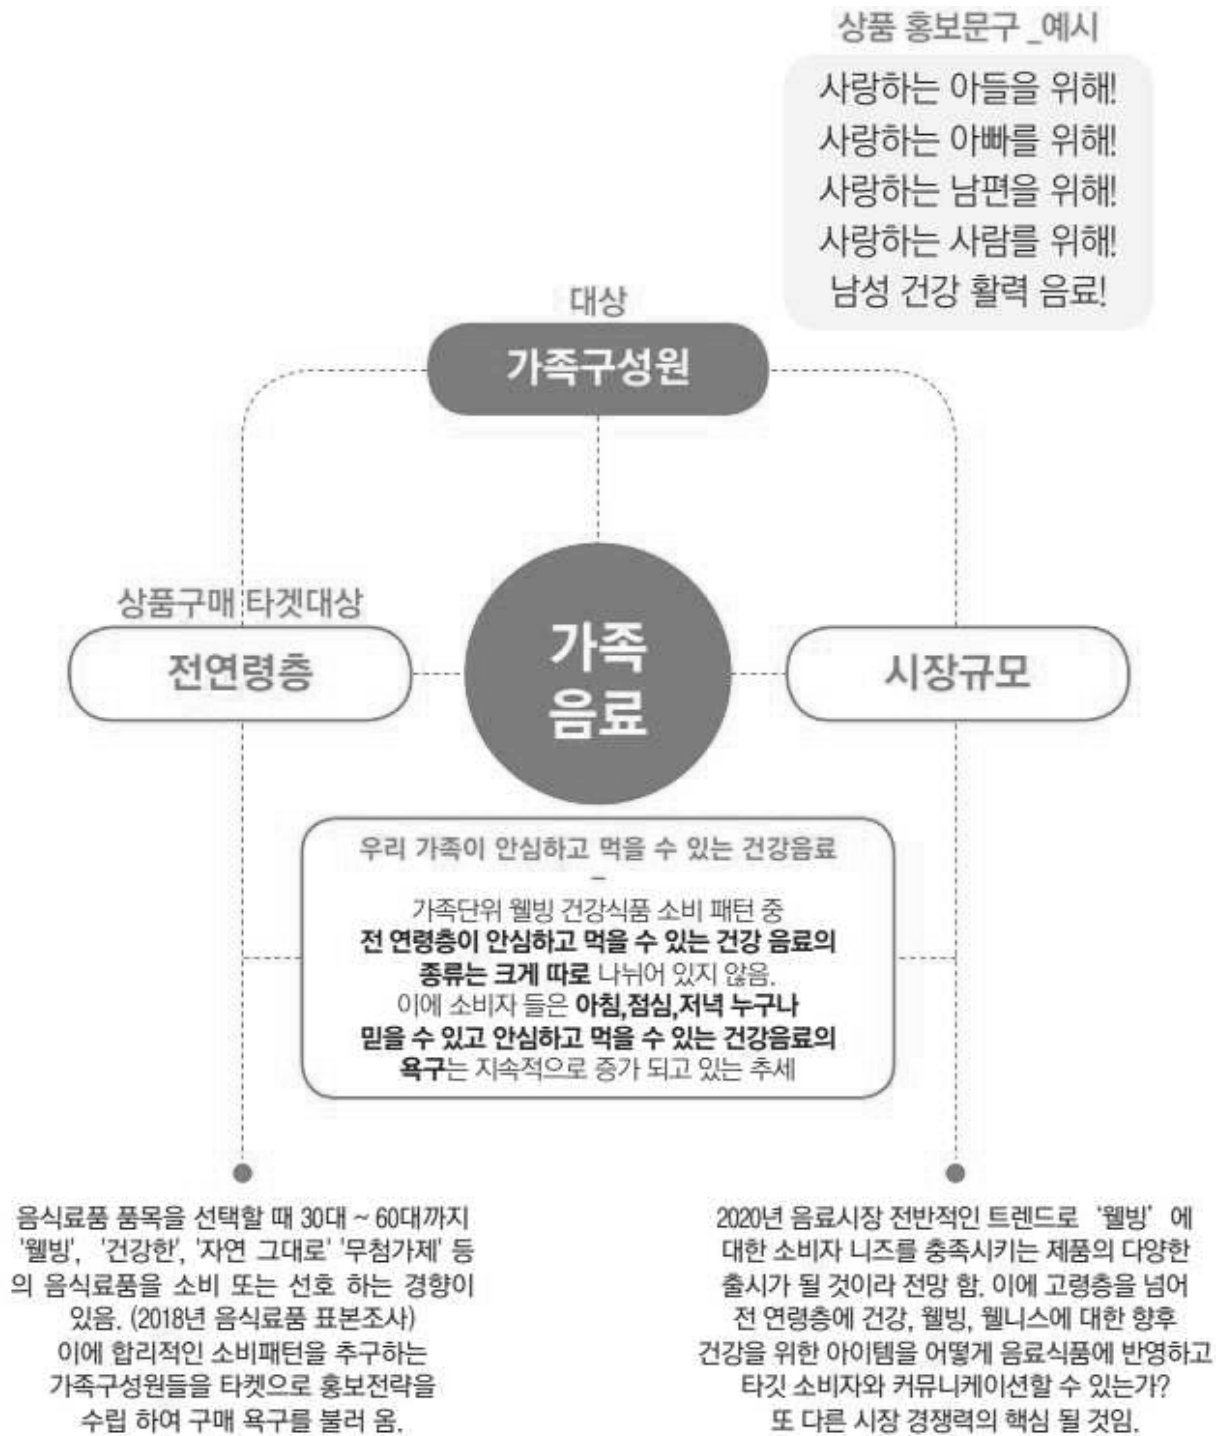 상품 홍보문구 _예시
사랑하는 아들을 위해!
사랑하는 아빠를 위해!
사랑하는 남편을 위해!
사랑하는 사람를 위해!
남성 건강 활력 음료!
대상
가족구성원
상품구매 타겟대상
전연령층
가족
음료
시장규모
우리 가족이 안심하고 먹을 수 있는 건강음료
–
가족단위 웰빙 건강식품 소비 패턴 중
전 연령층이 안심하고 먹을 수 있는 건강 음료의
종류는 크게 따로 나뉘어 있지 않음.
이에 소비자 들은 아침,점심,저녁 누구나
믿을 수 있고 안심하고 먹을 수 있는 건강음료의
욕구는 지속적으로 증가 되고 있는 추세
음식료품 품목을 선택할 때 30대 ~ 60대까지
'웰빙', '건강한', '자연 그대로' '무첨가제' 등
의 음식료품을 소비 또는 선호 하는 경향이
있음. (2018년 음식료품 표본조사)
이에 합리적인 소비패턴을 추구하는
가족구성원들을 타켓으로 홍보전략을
수립 하여 구매 욕구를 불러 옴.
2020년 음료시장 전반적인 트렌드로 ‘웰빙’ 에
대한 소비자 니즈를 충족시키는 제품의 다양한
출시가 될 것이라 전망 함. 이에 고령층을 넘어
전 연령층에 건강, 웰빙, 웰니스에 대한 향후
건강을 위한 아이템을 어떻게 음료식품에 반영하고
타깃 소비자와 커뮤니케이션할 수 있는가?
또 다른 시장 경쟁력의 핵심 될 것임.